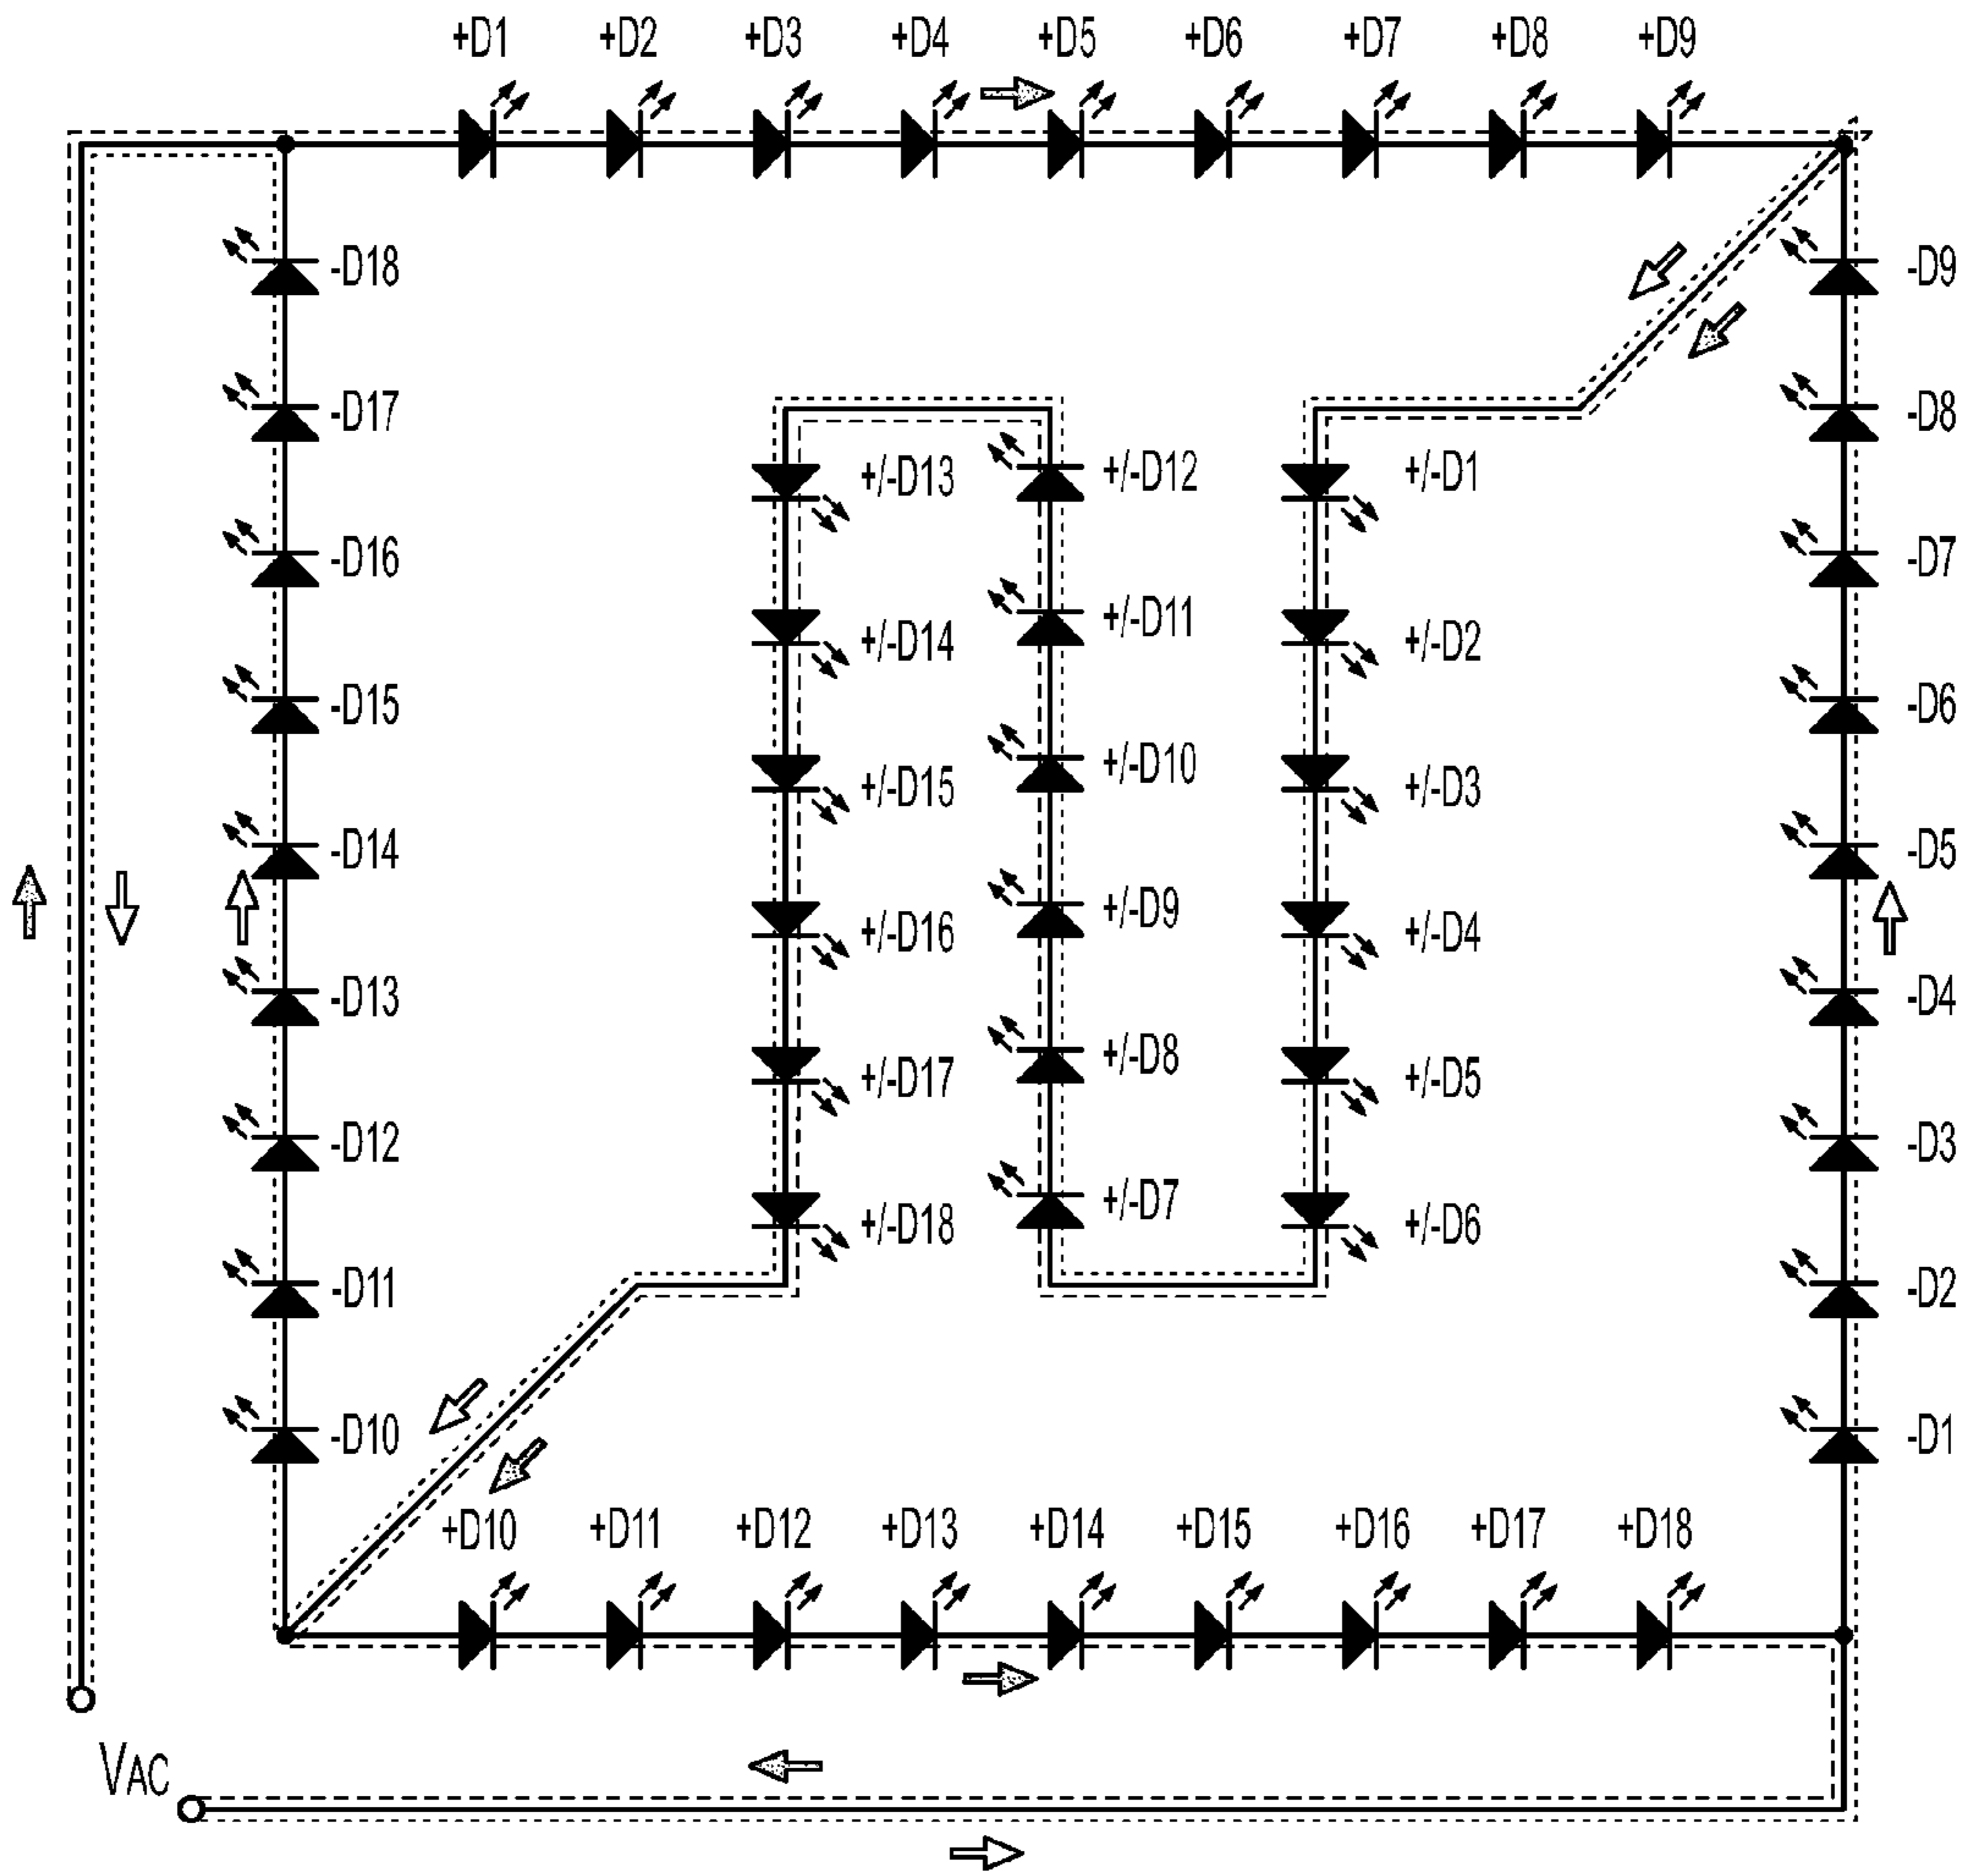 +D1 +D2 +D3 +D4 +D5 +D6 +D7 +D8 +D9
-D18 -D9
-D17 -D8
+/-D13 +/-D12 +/-D1
-D16 -D7
+/-D14 +/-D11 +/-D2
-D15 -D6
+/-D15 +/-D10 +/-D3
-D14 -D5
+/-D16 +/-D9 +/-D4
-D13 -D4
+/-D17 +/-D8 +/-D5
-D12 -D3
+/-D18 +/-D7 +/-D6
-D11 -D2
-D10 -D1
+D10 +D11 +D12 +D13 +D14 +D15 +D16 +D17 +D18
VAC